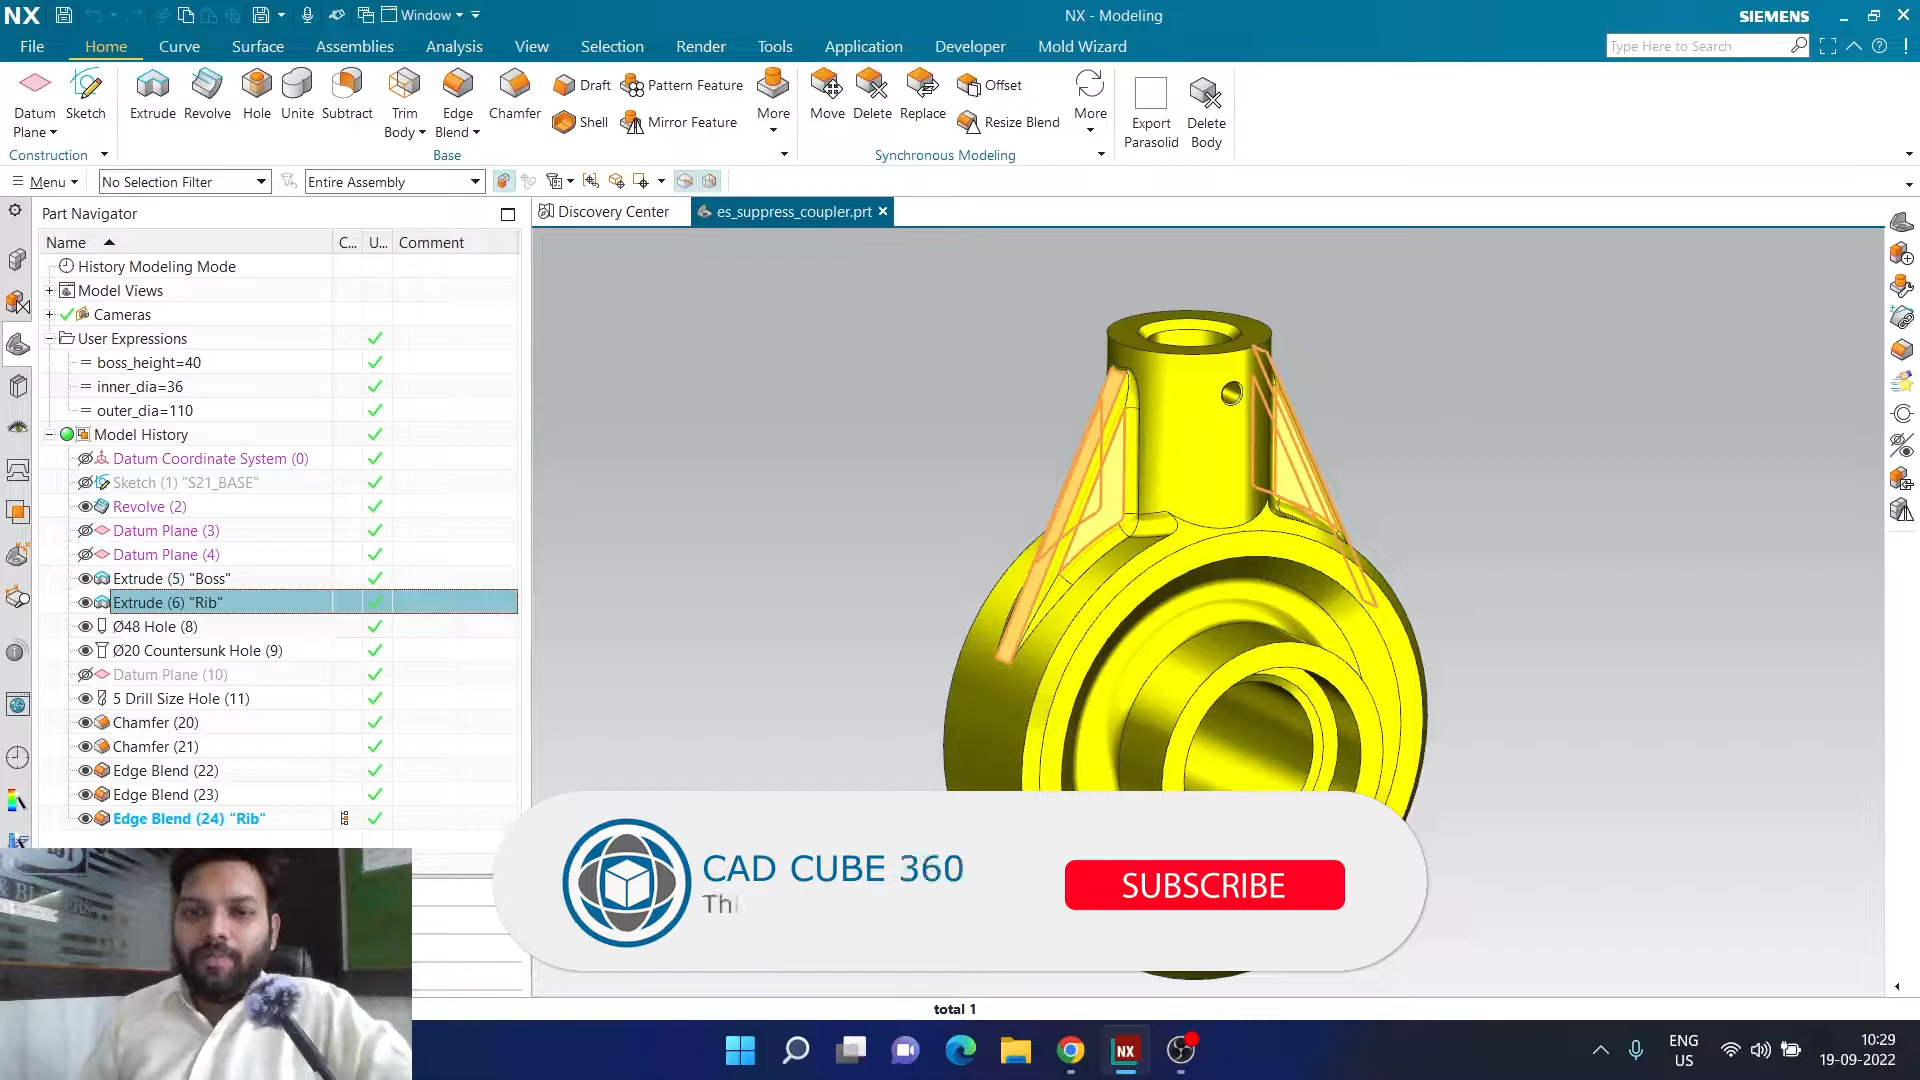 NX
Window
NX - Modeling
SIEMENS
File Home Curve Surface Assemblies Analysis View Selection Render Tools Application Developer Mold Wizard
Type Here to Search
Datum Plane
Sketch
Extrude
Revolve
Hole
Unite
Subtract
Trim Body
Edge Blend
Chamfer
Draft
Shell
Pattern Feature
Mirror Feature
More
Move
Delete
Replace
Offset
Resize Blend
More
Export Parasolid
Delete Body
Construction
Base
Synchronous Modeling
Menu
No Selection Filter
Entire Assembly
Part Navigator
Discovery Center
es_suppress_coupler.prt
Name C... U... Comment
History Modeling Mode
Model Views
Cameras
User Expressions
= boss_height=40
= inner_dia=36
= outer_dia=110
Model History
Datum Coordinate System (0)
Sketch (1) "S21_BASE"
Revolve (2)
Datum Plane (3)
Datum Plane (4)
Extrude (5) "Boss"
Extrude (6) "Rib"
Ø48 Hole (8)
Ø20 Countersunk Hole (9)
Datum Plane (10)
5 Drill Size Hole (11)
Chamfer (20)
Chamfer (21)
Edge Blend (22)
Edge Blend (23)
Edge Blend (24) "Rib"
CAD CUBE 360
Thi
SUBSCRIBE
total 1
NX
ENG
US
10:29
19-09-2022